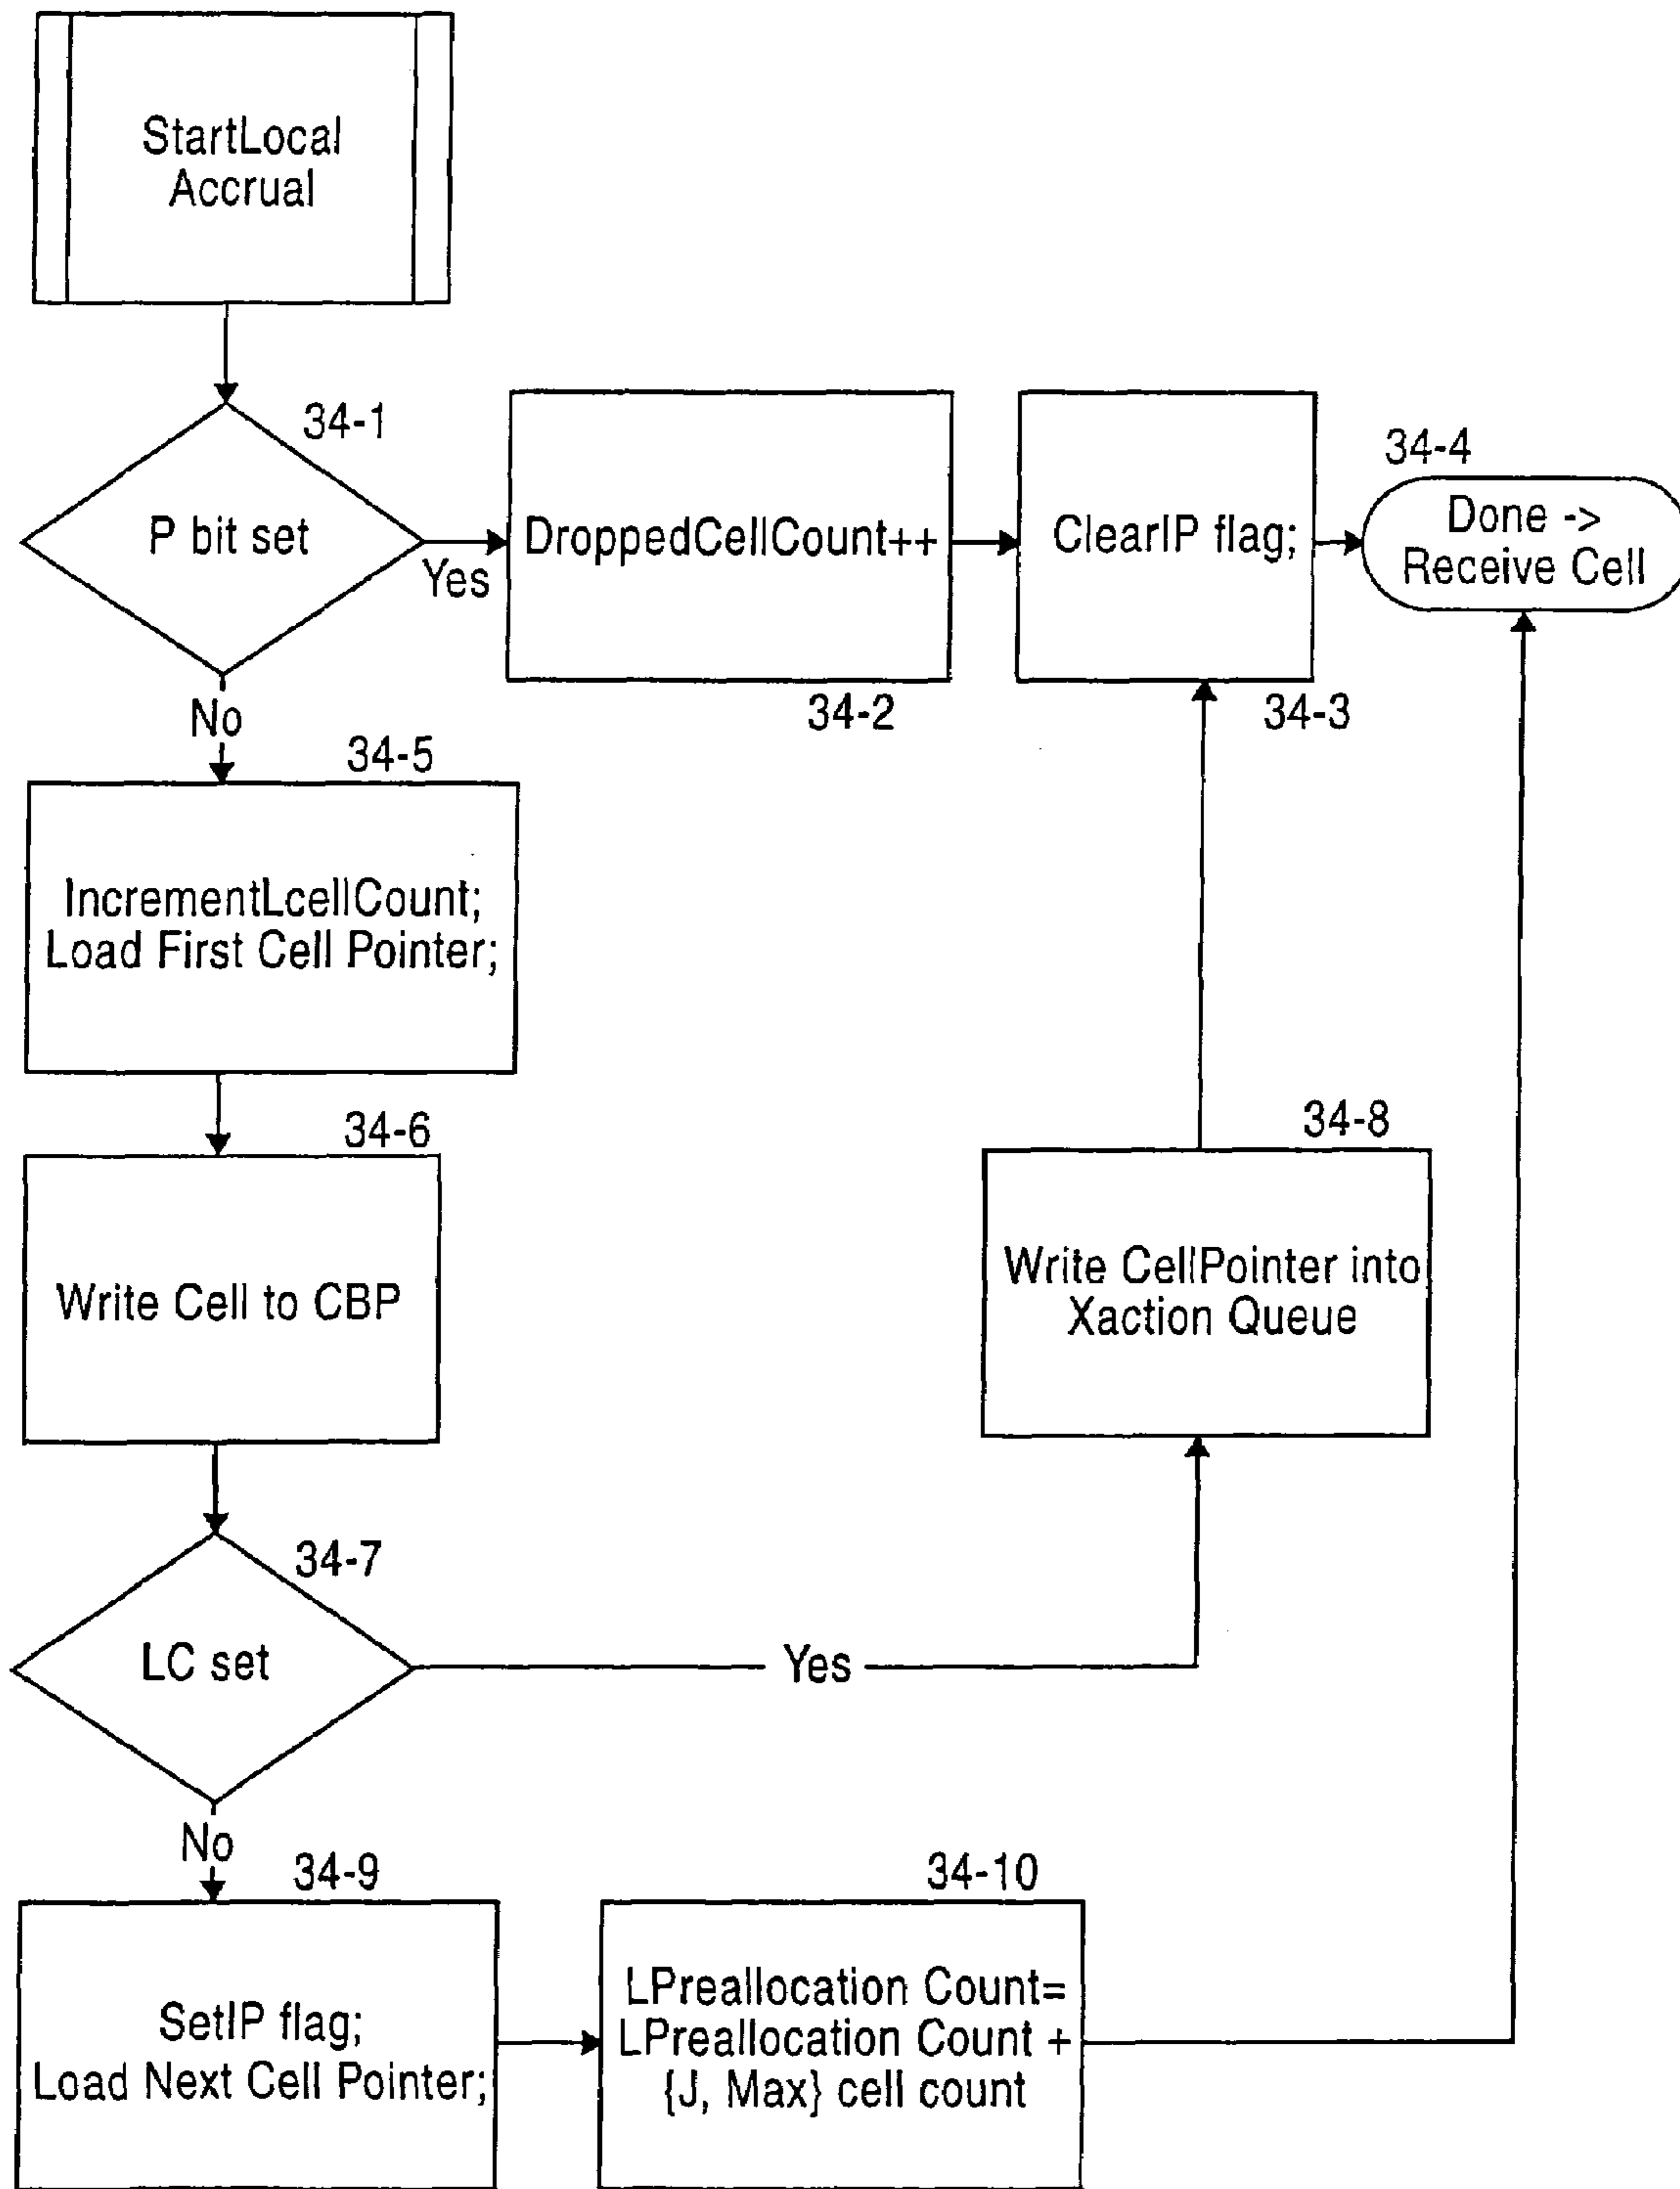 StartLocal
Accrual
34-1
P bit set
Yes
No
DroppedCellCount++
34-2
ClearIP flag;
34-3
34-4
Done ->
Receive Cell
34-5
IncrementLcellCount;
Load First Cell Pointer;
34-6
Write Cell to CBP
34-7
LC set
Yes
No
34-8
Write CellPointer into
Xaction Queue
34-9
SetIP flag;
Load Next Cell Pointer;
34-10
LPreallocation Count=
LPreallocation Count +
{J, Max} cell count